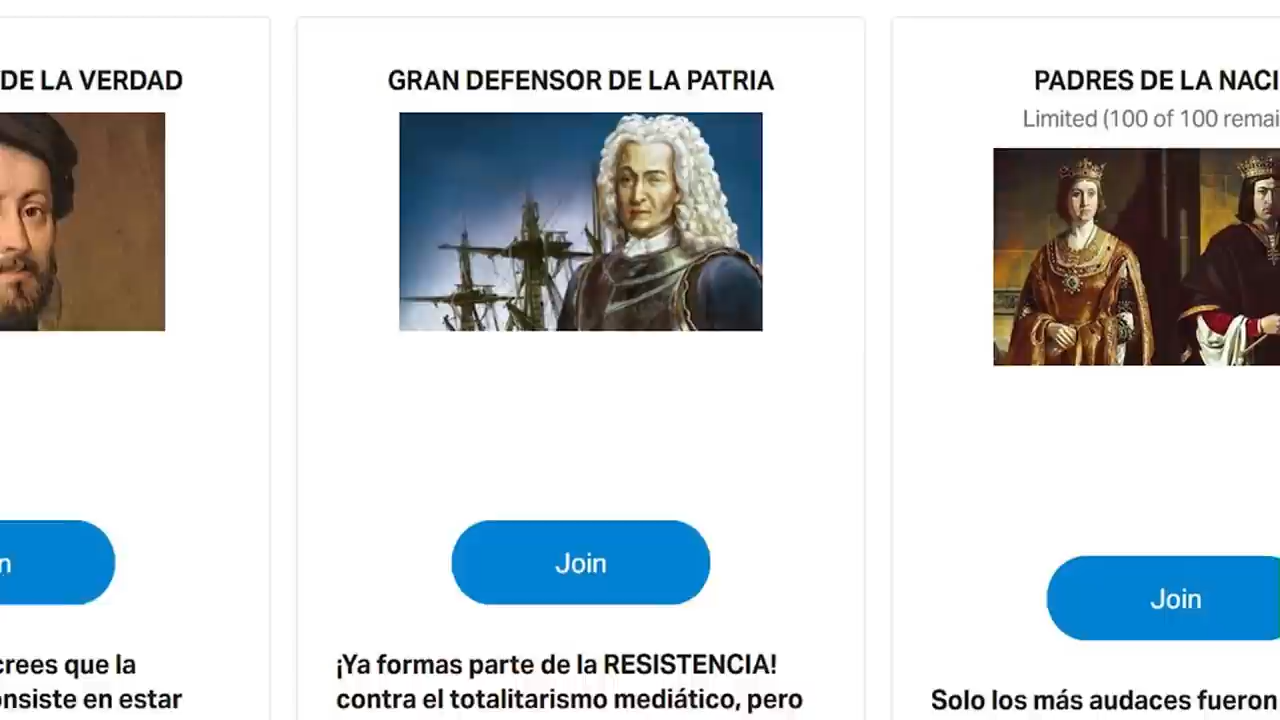 DE LA VERDAD
crees que la
onsiste en estar
GRAN DEFENSOR DE LA PATRIA
Join
¡Ya formas parte de la RESISTENCIA!
contra el totalitarismo mediático, pero
PADRES DE LA
Limited (100 of 100
Join
Solo los más audaces fueron